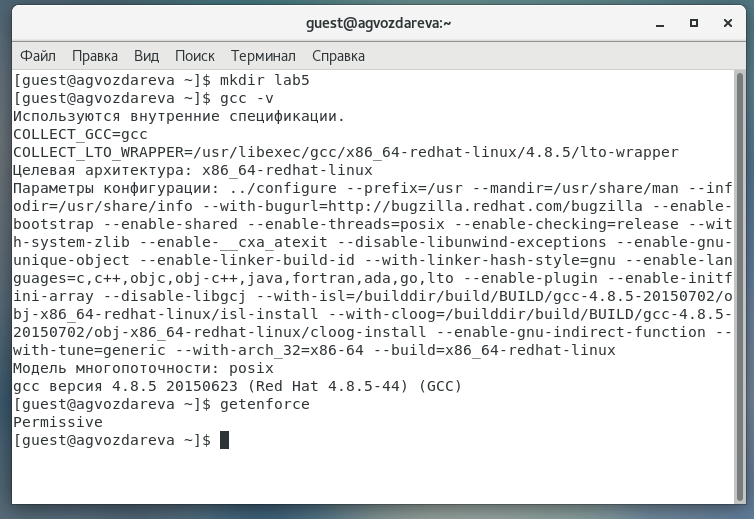 guest@agvozdareva:~
Файл Правка Вид Поиск Терминал Справка
[guest@agvozdareva ~]$ mkdir lab5
[guest@agvozdareva ~]$ gcc -v
Используются внутренние спецификации.
COLLECT_GCC=gcc
COLLECT_LTO_WRAPPER=/usr/libexec/gcc/x86_64-redhat-linux/4.8.5/lto-wrapper
Целевая архитектура: x86_64-redhat-linux
Параметры конфигурации: ../configure --prefix=/usr --mandir=/usr/share/man --inf
odir=/usr/share/info --with-bugurl=http://bugzilla.redhat.com/bugzilla --enable-
bootstrap --enable-shared --enable-threads=posix --enable-checking=release --wit
h-system-zlib --enable-__cxa_atexit --disable-libunwind-exceptions --enable-gnu-
unique-object --enable-linker-build-id --with-linker-hash-style=gnu --enable-lan
guages=c,c++,objc,obj-c++,java,fortran,ada,go,lto --enable-plugin --enable-initf
ini-array --disable-libgcj --with-isl=/builddir/build/BUILD/gcc-4.8.5-20150702/o
bj-x86_64-redhat-linux/isl-install --with-cloog=/builddir/build/BUILD/gcc-4.8.5-
20150702/obj-x86_64-redhat-linux/cloog-install --enable-gnu-indirect-function --
with-tune=generic --with-arch_32=x86-64 --build=x86_64-redhat-linux
Модель многопоточности: posix
gcc версия 4.8.5 20150623 (Red Hat 4.8.5-44) (GCC)
[guest@agvozdareva ~]$ getenforce
Permissive
[guest@agvozdareva ~]$